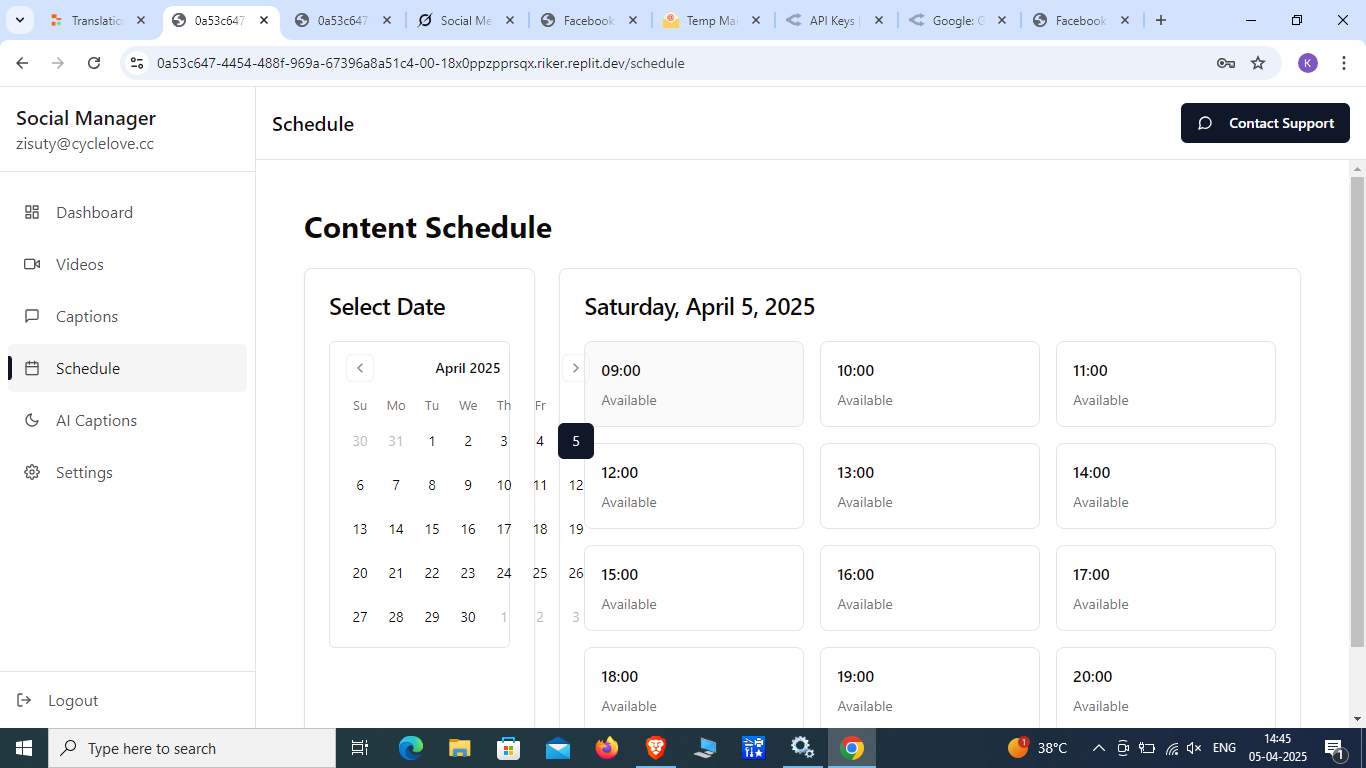 Translatio
0a53c647
0a53c647
Social Me
Facebook
Temp Mai
API Keys
Google: G
Facebook
0a53c647-4454-488f-969a-67396a8a51c4-00-18x0ppzpprsqx.riker.replit.dev/schedule
K
Social Manager
zisuty@cyclelove.cc
Schedule
Contact Support
Dashboard
Videos
Captions
Schedule
AI Captions
Settings
Logout
Content Schedule
Select Date
April 2025
Su Mo Tu We Th Fr
30 31 1 2 3 4 5
6 7 8 9 10 11 12
13 14 15 16 17 18 19
20 21 22 23 24 25 26
27 28 29 30 1 2 3
Saturday, April 5, 2025
09:00 10:00 11:00
Available Available Available
12:00 13:00 14:00
Available Available Available
15:00 16:00 17:00
Available Available Available
18:00 19:00 20:00
Available Available Available
Type here to search
1
38°C
ENG
14:45
05-04-2025
1